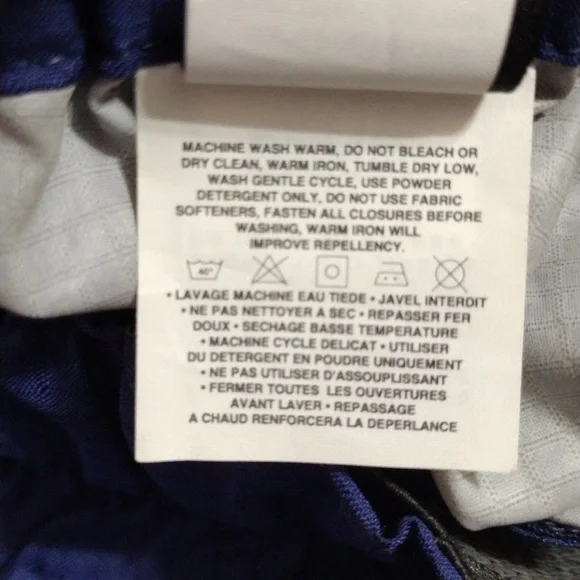 MACHINE WASH WARM, DO NOT BLEACH OR
DRY CLEAN, WARM IRON, TUMBLE DRY LOW,
WASH GENTLE CYCLE, USE POWDER
DETERGENT ONLY, DO NOT USE FABRIC
SOFTENERS, FASTEN ALL CLOSURES BEFORE
WASHING, WARM IRON WILL
IMPROVE REPELLENCY.
40°
• LAVAGE MACHINE EAU TIEDE • JAVEL INTERDIT
• NE PAS NETTOYER A SEC • REPASSER FER
DOUX • SECHAGE BASSE TEMPERATURE
• MACHINE CYCLE DELICAT • UTILISER
DU DETERGENT EN POUDRE UNIQUEMENT
• NE PAS UTILISER D'ASSOUPLISSANT
• FERMER TOUTES LES OUVERTURES
AVANT LAVER • REPASSAGE
A CHAUD RENFORCERA LA DEPERLANCE